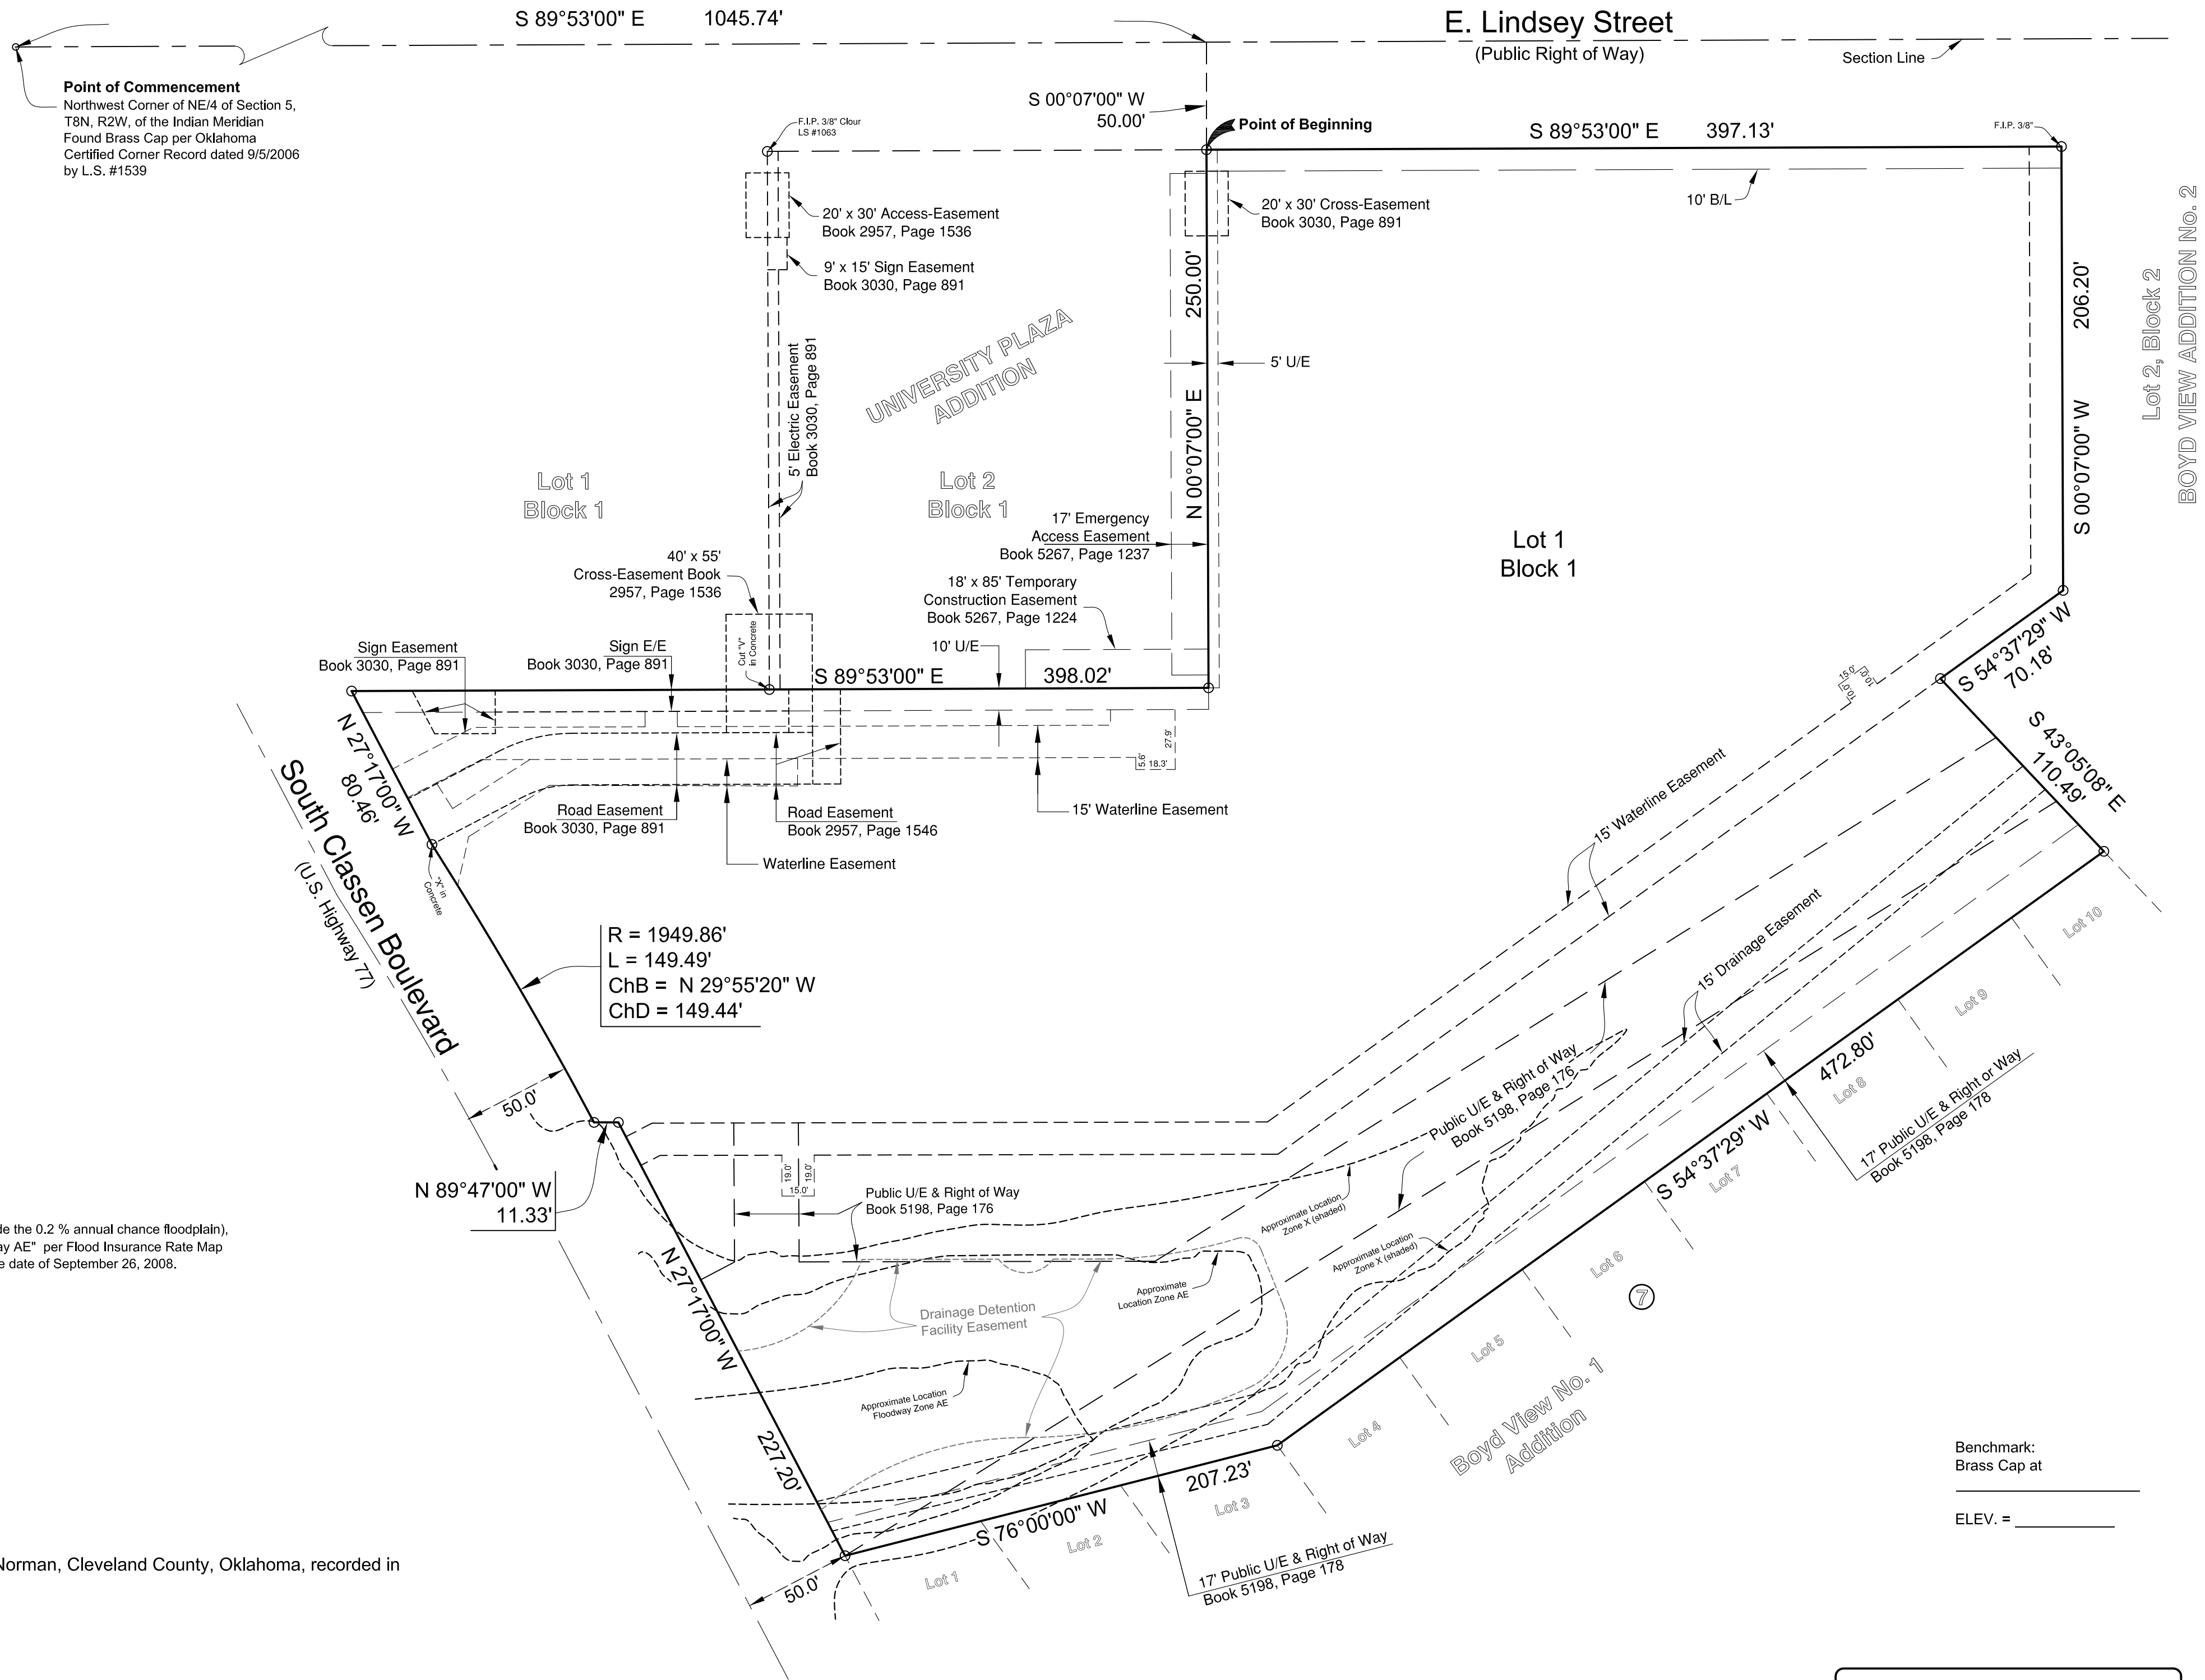 S 89°53'00" E 1045.74'
E. Lindsey Street
(Public Right of Way)
Section Line
Point of Commencement
Northwest Corner of NE/4 of Section 5,
T8N, R2W, of the Indian Meridian
Found Brass Cap per Oklahoma
Certified Corner Record dated 9/5/2006
by L.S. #1539
S 00°07'00" W
50.00'
F.I.P. 3/8" Clour
LS #1063
Point of Beginning
S 89°53'00" E 397.13'
F.I.P. 3/8"
10' B/L
20' x 30' Access-Easement
Book 2957, Page 1536
9' x 15' Sign Easement
Book 3030, Page 891
20' x 30' Cross-Easement
Book 3030, Page 891
N 00°07'00" E 250.00'
5' U/E
S 00°07'00" W 206.20'
Lot 2, Block 2
BOYD VIEW ADDITION No. 2
UNIVERSITY PLAZA
ADDITION
5' Electric Easement
Book 3030, Page 891
Lot 1
Block 1
Lot 2
Block 1
17' Emergency
Access Easement
Book 5267, Page 1237
18' x 85' Temporary
Construction Easement
Book 5267, Page 1224
Lot 1
Block 1
40' x 55'
Cross-Easement Book
2957, Page 1536
Cut "V"
in Concrete
Sign Easement
Book 3030, Page 891
Sign E/E
Book 3030, Page 891
10' U/E
S 89°53'00" E 398.02'
S 54°37'29" W
70.18'
15.0'
10.0'
10.0'
S 43°05'08" E
110.49'
N 27°17'00" W
80.46'
27.9'
5.6'
18.3'
South Classen Boulevard
(U.S. Highway 77)
"X" in
Concrete
Road Easement
Book 3030, Page 891
Road Easement
Book 2957, Page 1546
15' Waterline Easement
Waterline Easement
15' Waterline Easement
15' Drainage Easement
R = 1949.86'
L = 149.49'
ChB = N 29°55'20" W
ChD = 149.44'
Lot 10
Lot 9
Lot 8
Lot 7
Lot 6
Lot 5
Lot 4
Lot 3
Lot 2
Lot 1
50.0'
N 89°47'00" W
11.33'
Public U/E & Right of Way
Book 5198, Page 176
472.80'
S 54°37'29" W
17' Public U/E & Right or Way
Book 5198, Page 178
19.0'
19.0'
15.0'
Public U/E & Right of Way
Book 5198, Page 176
Approximate Location
Zone X (shaded)
Approximate Location
Zone X (shaded)
de the 0.2 % annual chance floodplain),
ay AE" per Flood Insurance Rate Map
e date of September 26, 2008.
N 27°17'00" W
227.20'
Approximate
Location Zone AE
Drainage Detention
Facility Easement
7
Approximate Location
Floodway Zone AE
Boyd View No. 1
Addition
207.23'
S 76°00'00" W
17' Public U/E & Right of Way
Book 5198, Page 178
50.0'
Benchmark:
Brass Cap at
ELEV. =
Norman, Cleveland County, Oklahoma, recorded in